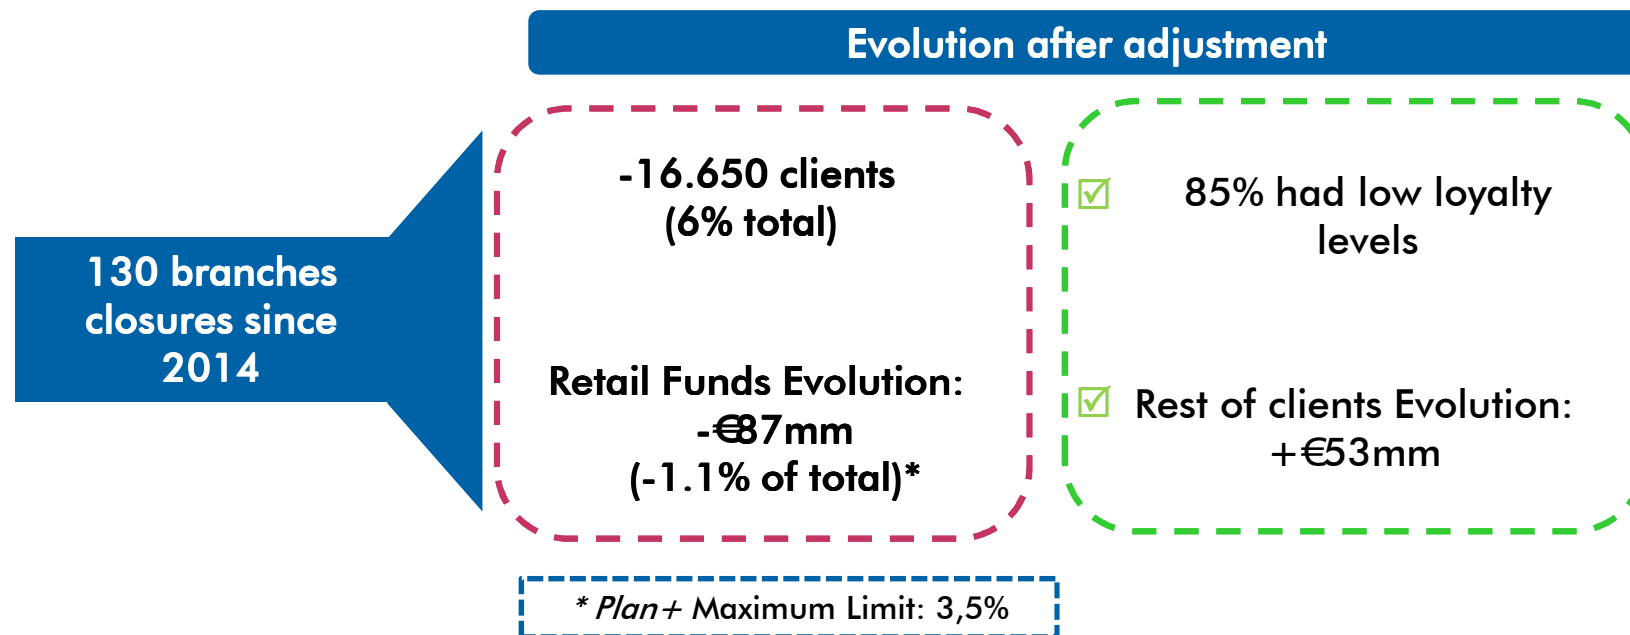 Evolution after adjustment
130 branches
closures since
2014
-16.650 clients
(6% total)
Retail Funds Evolution:
-€87mm
(-1.1% of total)*
85% had low loyalty
levels
Rest of clients Evolution:
+€53mm
* Plan+ Maximum Limit: 3,5%